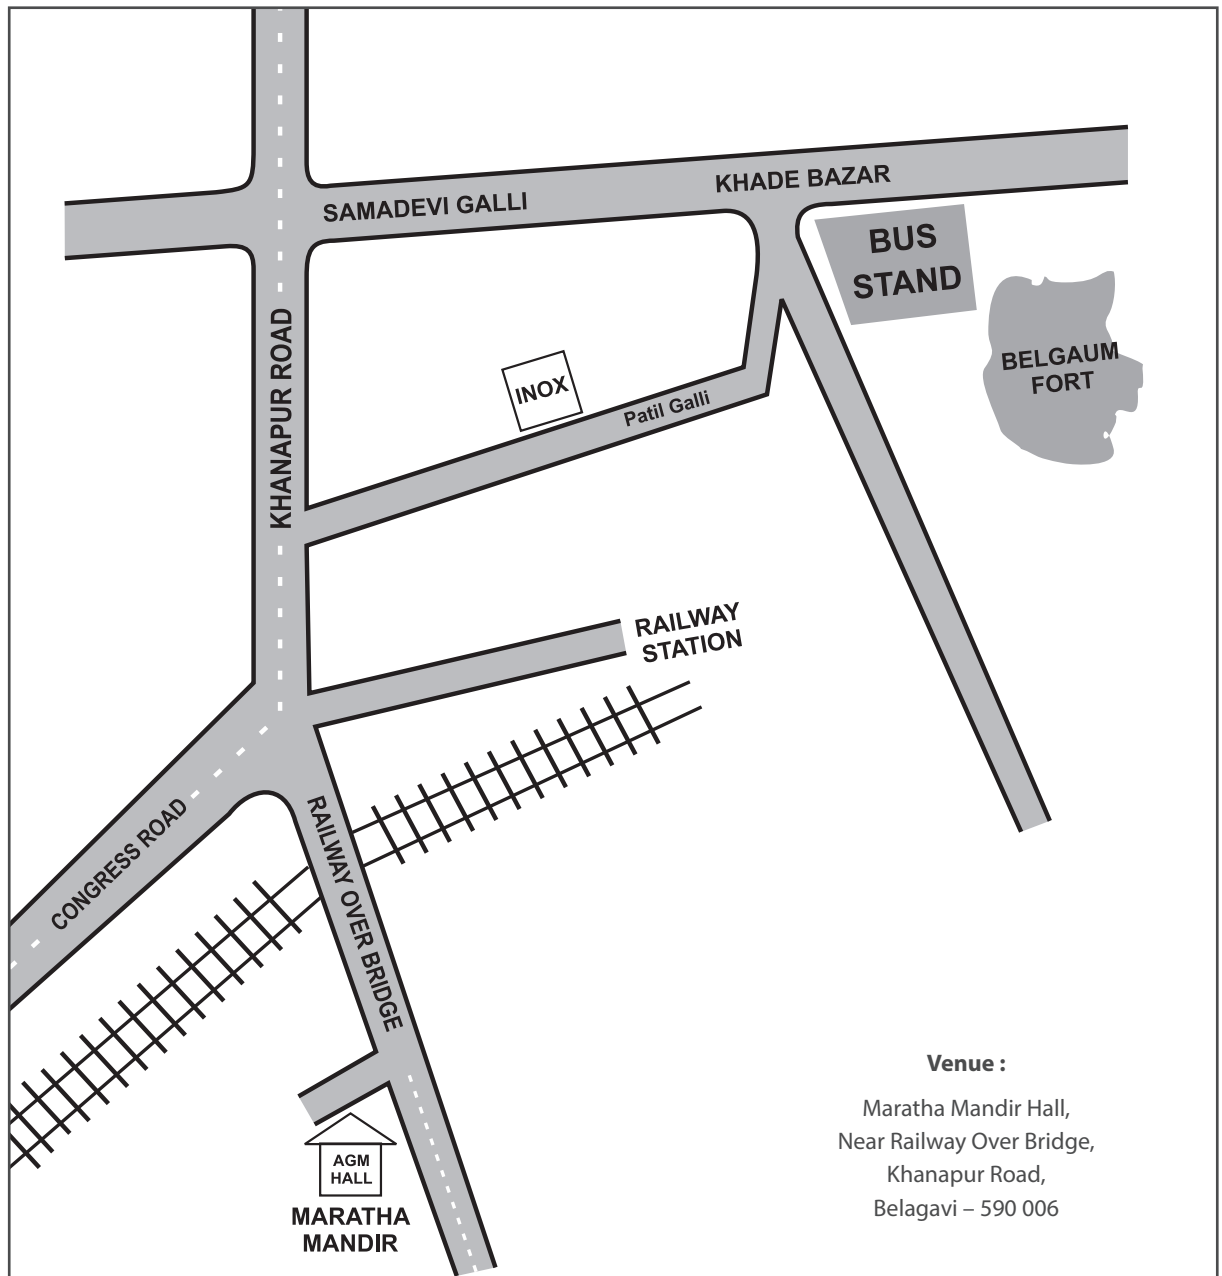 KHADE BAZAR
SAMADEVI GALLI
BUS
STAND
KHANAPUR ROAD
BELGAUM
FORT
INOX
Patil Galli
RAILWAY
STATION
CONGRESS ROAD
RAILWAY OVER BRIDGE
AGM
HALL
MARATHA
MANDIR
Venue :
Maratha Mandir Hall,
Near Railway Over Bridge,
Khanapur Road,
Belagavi – 590 006